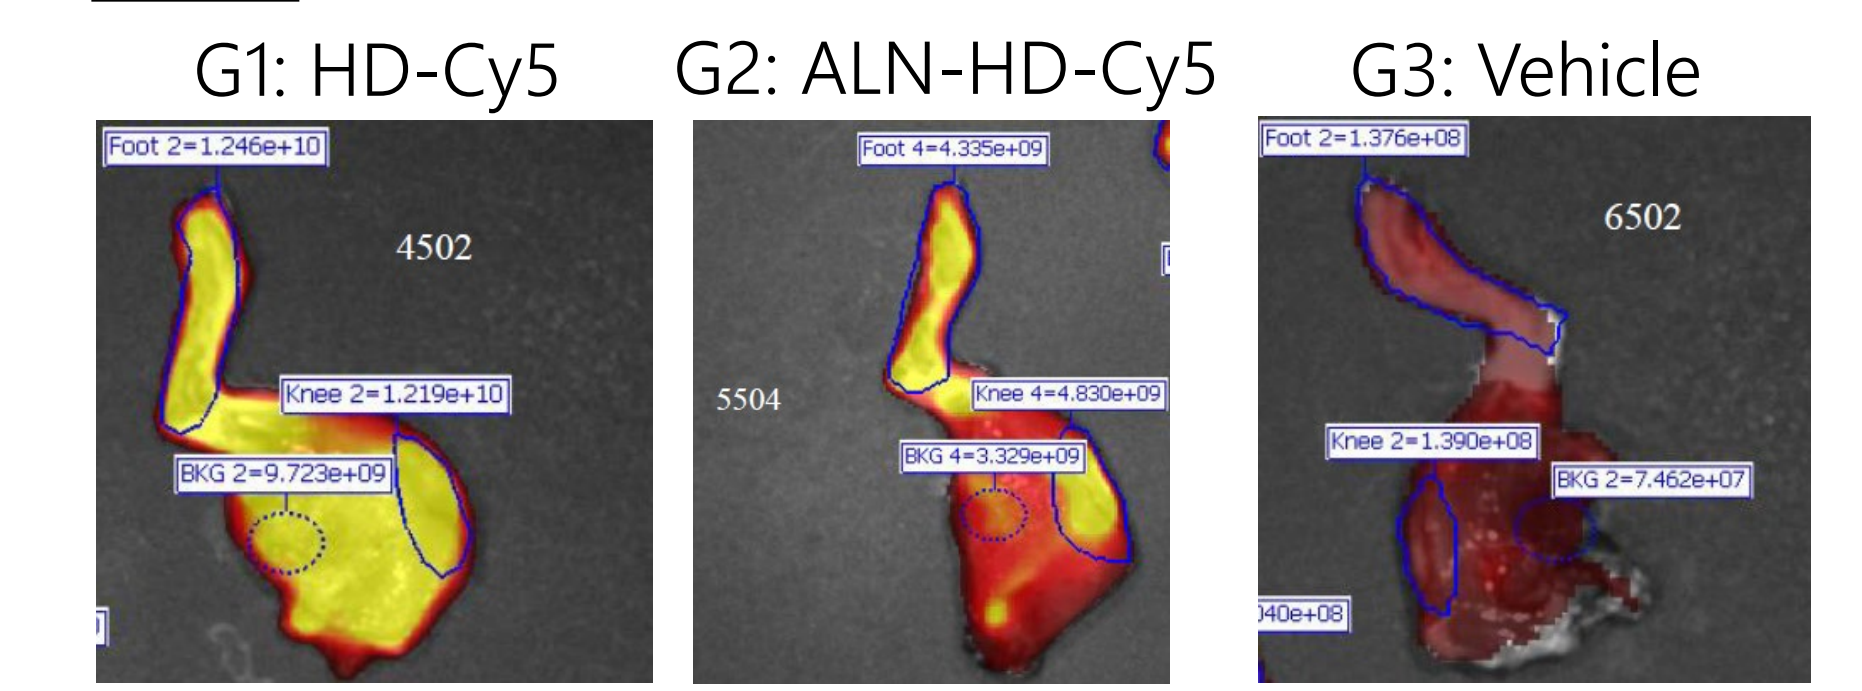 G1: HD-Cy5
G2: ALN-HD-Cy5
G3: Vehicle
Foot 2=1.246e+10
4502
Knee 2=1.219e+10
BKG 2=9.723e+09
Foot 4=4.335e+09
5504
Knee 4=4.830e+09
BKG 4=3.329e+09
Foot 2=1.376e+08
6502
Knee 2=1.390e+08
BKG 2=7.462e+07
040e+08